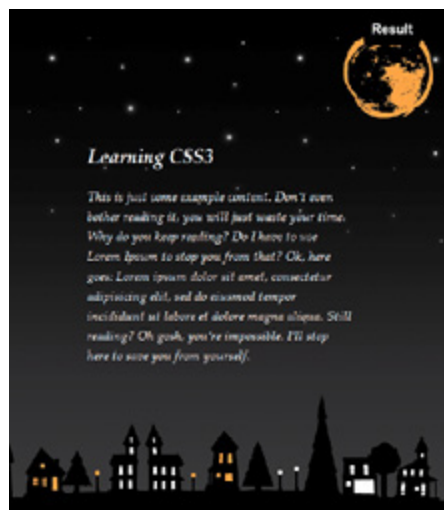 Result
Learning CSS3
This is just some example content. Don't even
bother reading it, you will just waste your time.
Why do you keep reading? Do I have to use
Lorem Ipsum to stop you from that? Ok, here
goes: Lorem ipsum dolor sit amet, consectetur
adipisicing elit, sed do eiusmod tempor
incididunt ut labore et dolore magna aliqua. Still
reading? Oh gosh, you're impossible. I'll stop
here to save you from yourself.